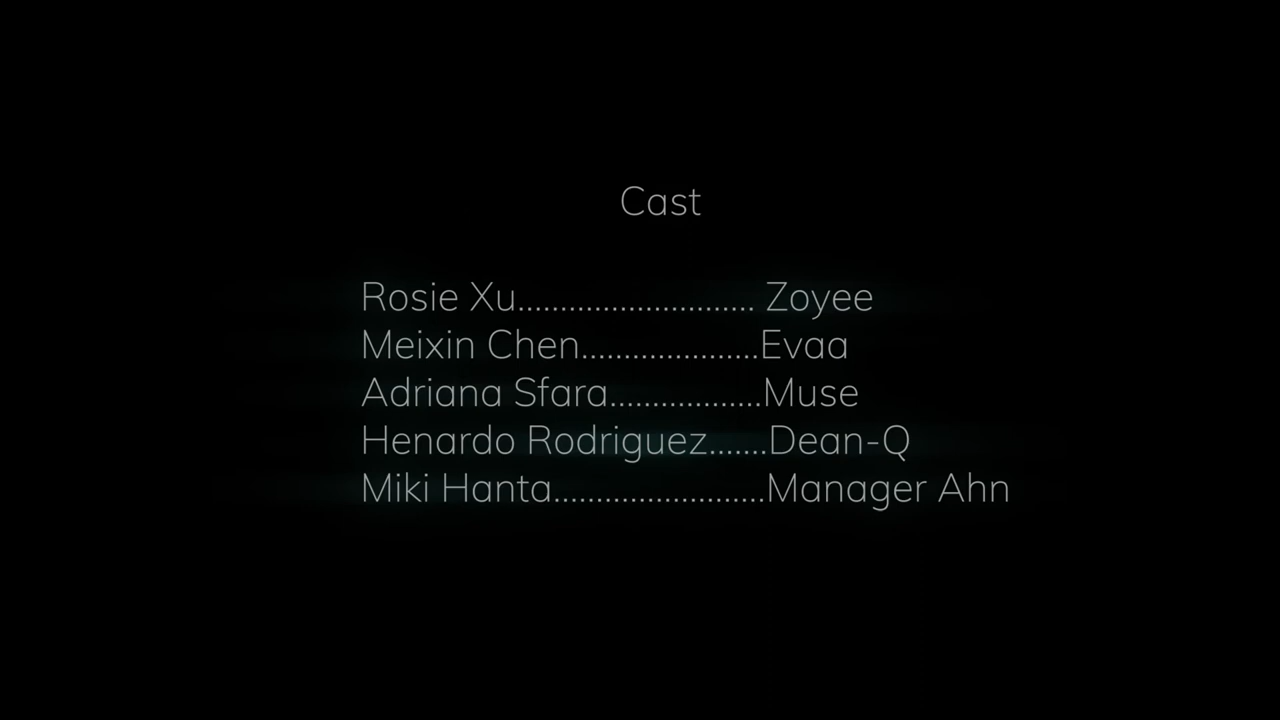 Cast
Rosie Xu............................ Zoyee
Meixin Chen.....................Evaa
Adriana Sfara..................Muse
Henardo Rodriguez.......Dean-Q
Miki Hanta.........................Manager Ahn